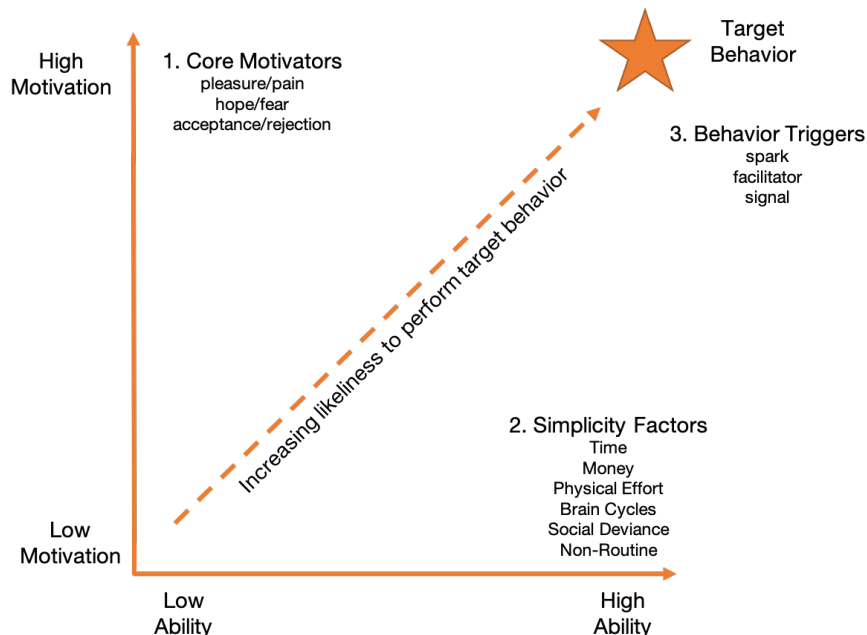 High
Motivation
1. Core Motivators
pleasure/pain
hope/fear
acceptance/rejection
Target
Behavior
3. Behavior Triggers
spark
facilitator
signal
Increasing likeliness to perform target behavior
2. Simplicity Factors
Time
Money
Physical Effort
Brain Cycles
Social Deviance
Non-Routine
Low
Motivation
Low
Ability
High
Ability